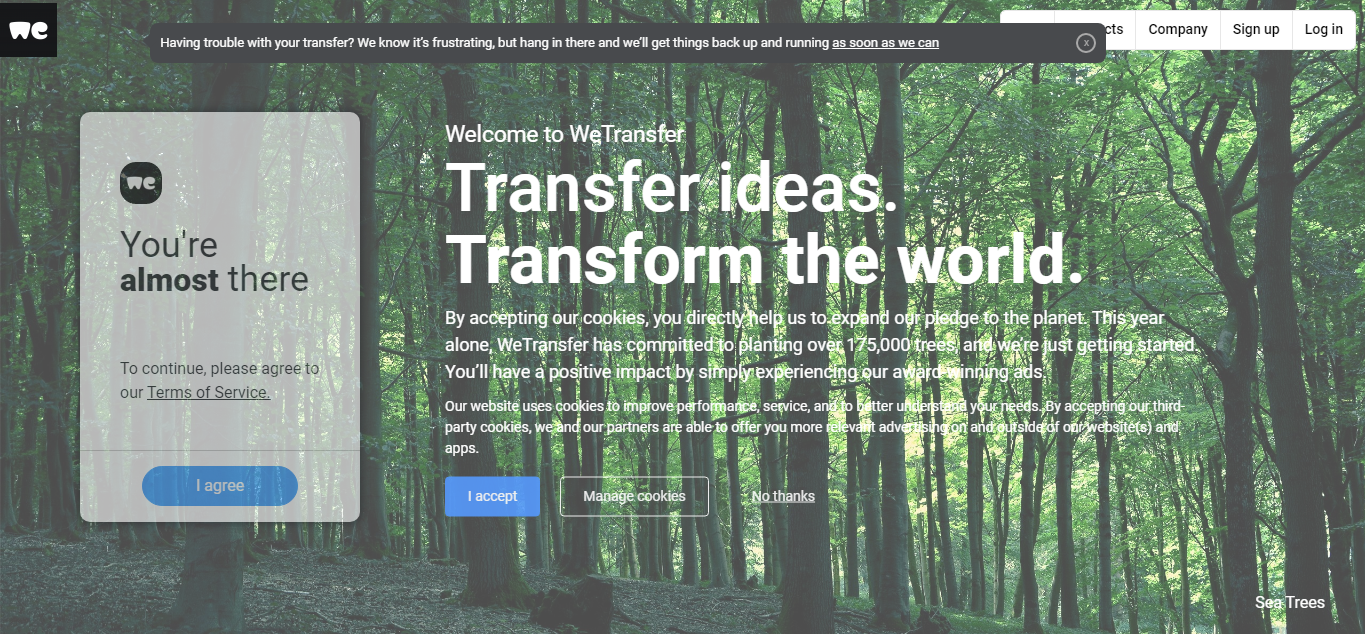 we
Having trouble with your transfer? We know it's frustrating, but hang in there and we'll get things back up and running as soon as we can
x
cts
Company
Sign up
Log in
we
You're
almost there
To continue, please agree to
our Terms of Service.
I agree
Welcome to WeTransfer
Transfer ideas.
Transform the world.
By accepting our cookies, you directly help us to expand our pledge to the planet. This year
alone, WeTransfer has committed to planting over 175,000 trees, and we're just getting started.
You'll have a positive impact by simply experiencing our award-winning ads.
Our website uses cookies to improve performance, service, and to better understand your needs. By accepting our third-
party cookies, we and our partners are able to offer you more relevant advertising on and outside of our website(s) and
apps.
I accept
Manage cookies
No thanks
Sea Trees